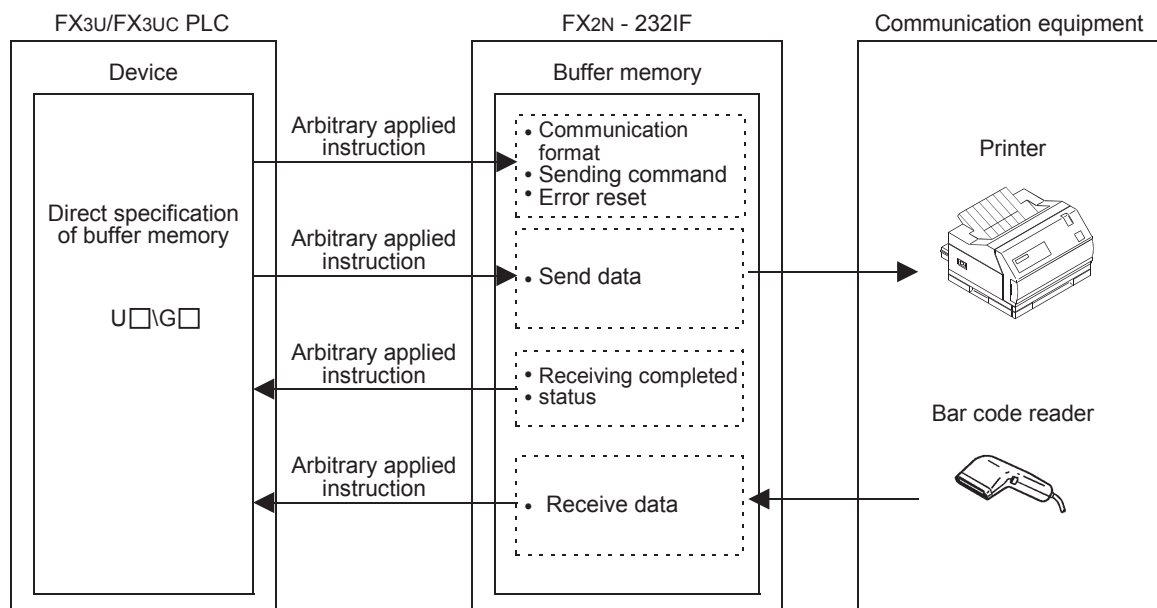 FX3U/FX3UC PLC
FX2N - 232IF
Communication equipment
Device
Buffer memory
Direct specification
of buffer memory
U□\G□
Arbitrary applied
instruction
• Communication
format
• Sending command
• Error reset
Arbitrary applied
instruction
• Send data
Arbitrary applied
instruction
• Receiving completed
• status
Arbitrary applied
instruction
• Receive data
Printer
Bar code reader